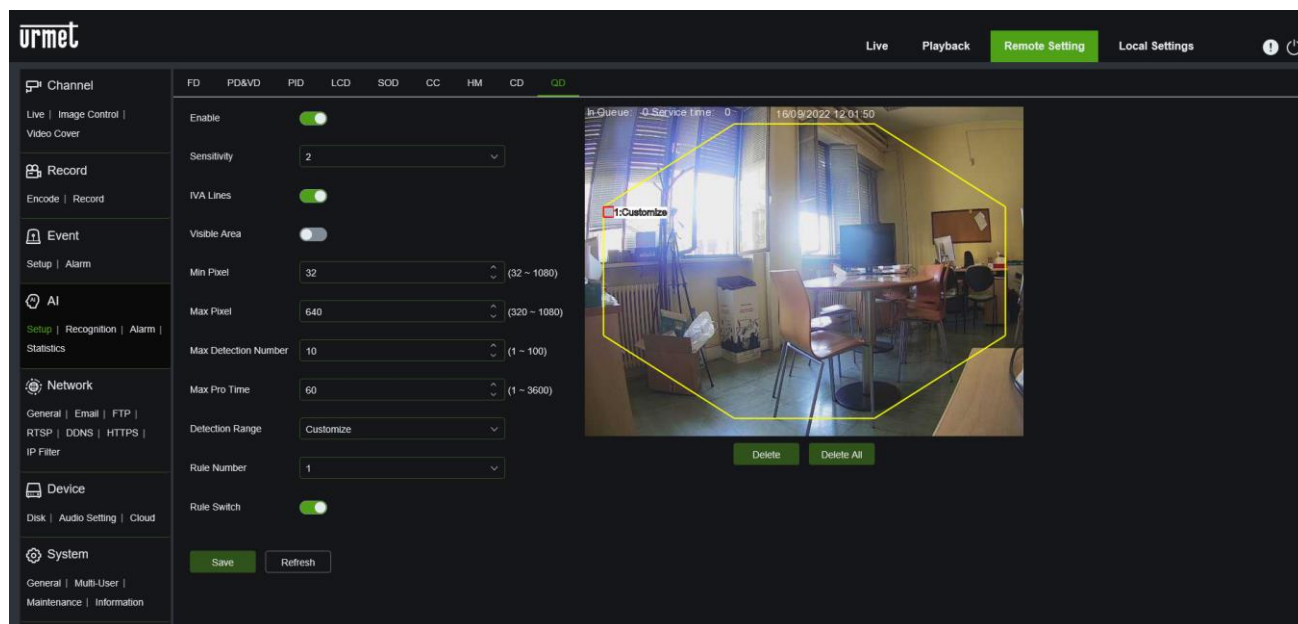 urmet
Live Playback Remote Setting Local Settings
Channel
Live | Image Control |
Video Cover
Record
Encode | Record
Event
Setup | Alarm
AI
Setup | Recognition | Alarm |
Statistics
Network
General | Email | FTP |
RTSP | DDNS | HTTPS |
IP Filter
Device
Disk | Audio Setting | Cloud
System
General | Multi-User |
Maintenance | Information
FD PD&VD PID LCD SOD CC HM CD QD
Enable
Sensitivity 2
IVA Lines
Visible Area
Min Pixel 32 (32 ~ 1080)
Max Pixel 640 (320 ~ 1080)
Max Detection Number 10 (1 ~ 100)
Max Pro Time 60 (1 ~ 3600)
Detection Range Customize
Rule Number 1
Rule Switch
Save Refresh
In Queue: 0 Service time: 0 16/09/2022 12:01:50
1:Customize
Delete Delete All